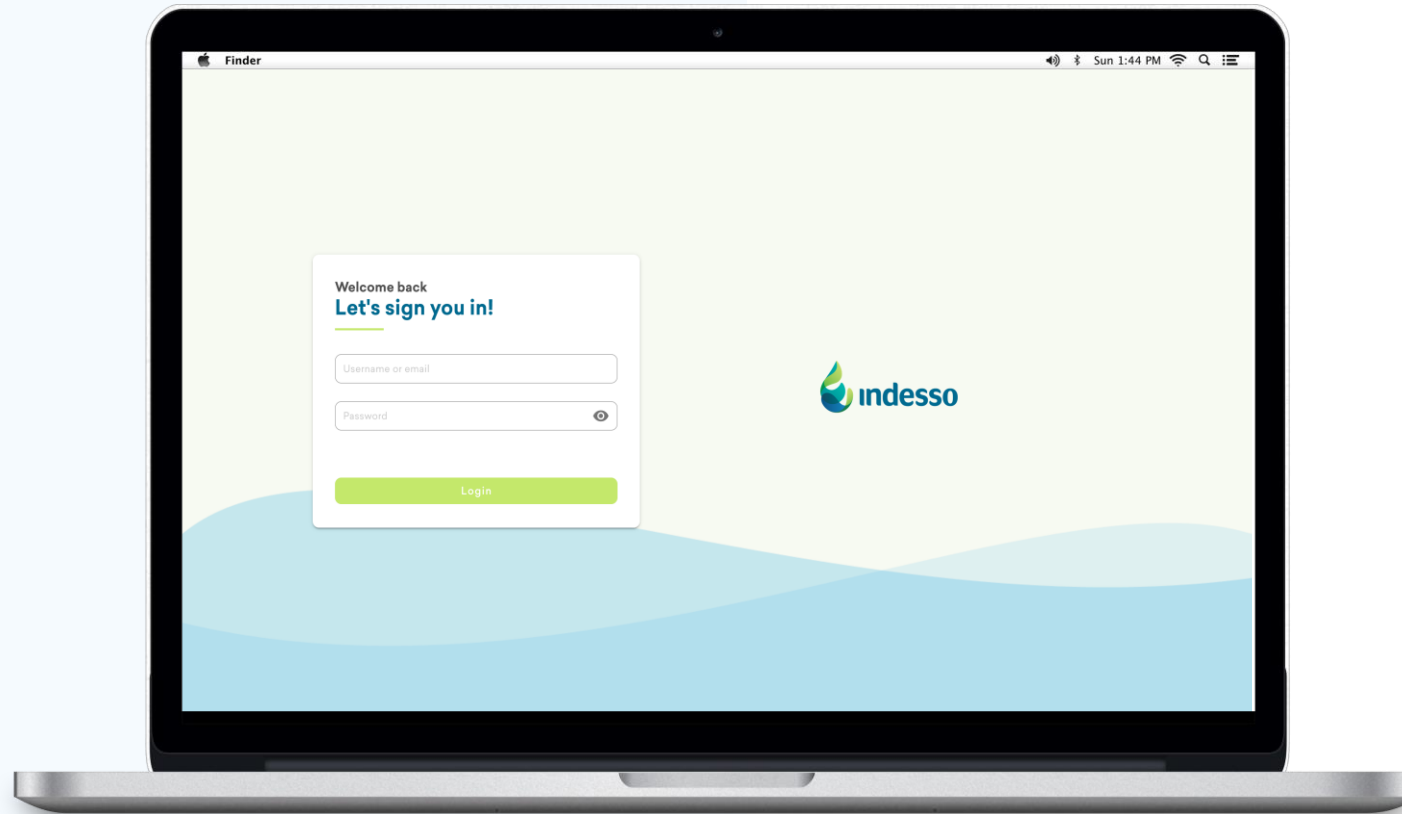 Finder
Sun 1:44 PM
Welcome back
Let's sign you in!
Username or email
Password
Login
indesso